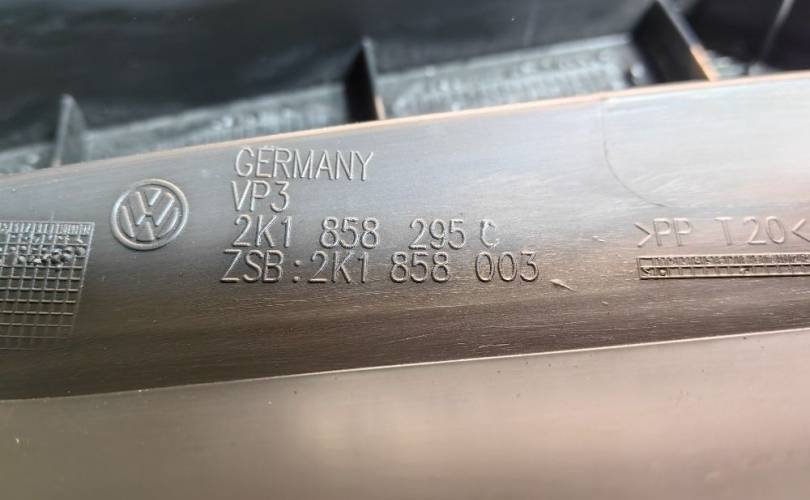 GERMANY
VP3
2K1 858 295 C
ZSB:2K1 858 003
>PP T20<